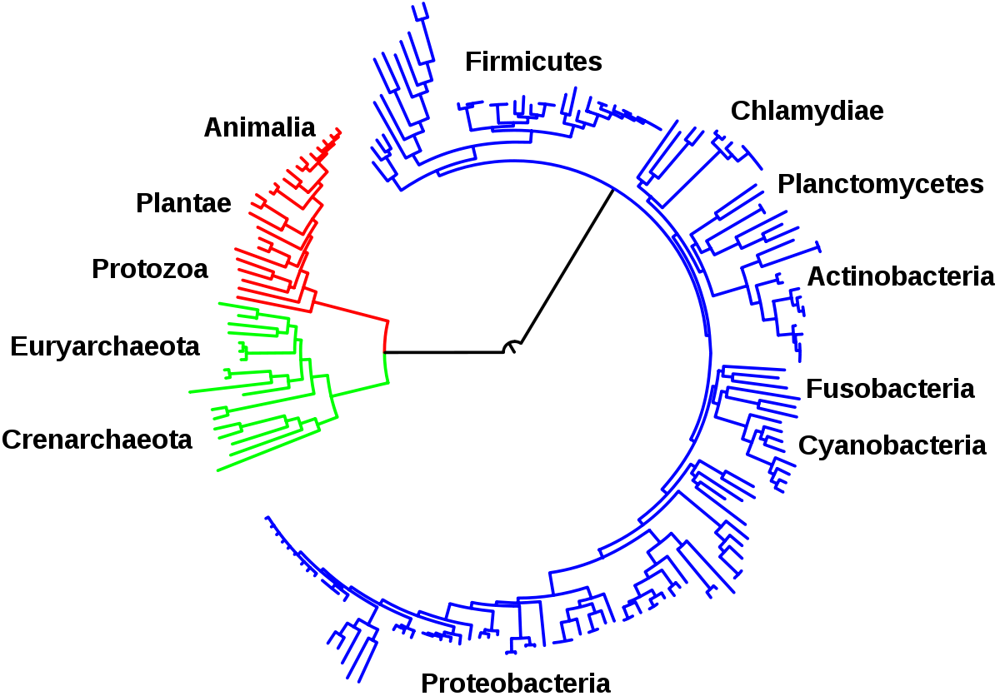 Firmicutes
Chlamydiae
Animalia
Planctomycetes
Plantae
Protozoa
Actinobacteria
Euryarchaeota
Fusobacteria
Crenarchaeota
Cyanobacteria
Proteobacteria